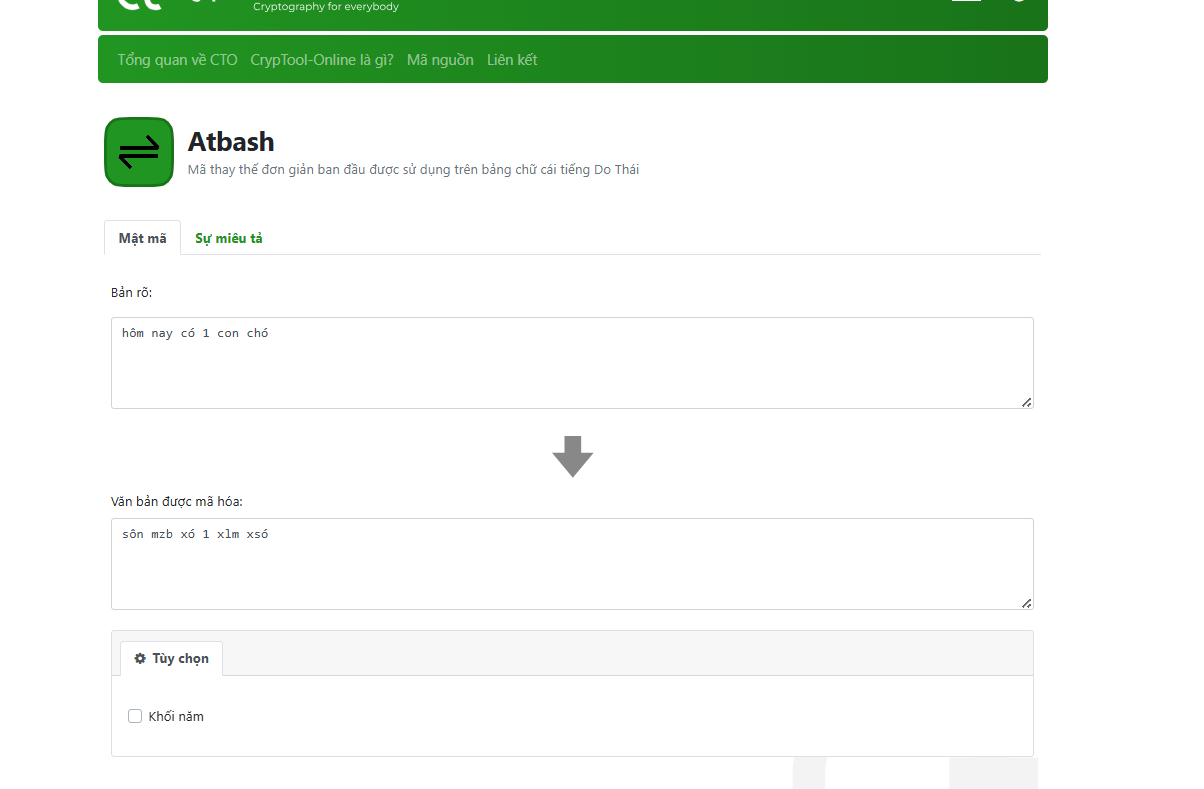 Cryptography for everybody
Tổng quan về CTO CrypTool-Online là gì? Mã nguồn Liên kết
Atbash
Mã thay thế đơn giản ban đầu được sử dụng trên bảng chữ cái tiếng Do Thái
Mật mã Sự miêu tả
Bản rõ:
hôm nay có 1 con chó
Văn bản được mã hóa:
sôn mzb xó 1 xlm xsó
Tùy chọn
Khối năm